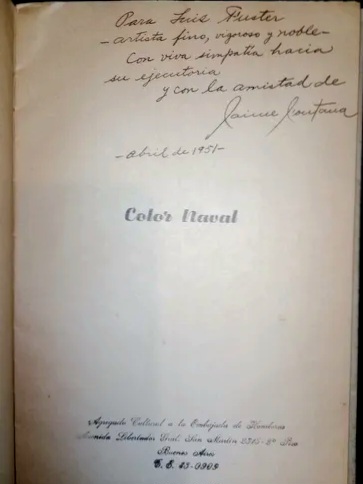 Para Luis Fuster
-artista fino, vigoroso y noble-
Con viva simpatía hacia
su ejecutoria
y con la amistad de
Jaime Fontana
-abril de 1951-
Color Naval
Agregado Cultural a la Embajada de Honduras
Avenida Libertador Gral. San Martín 2315-2º Piso
Buenos Aires
T. E. 43-0909